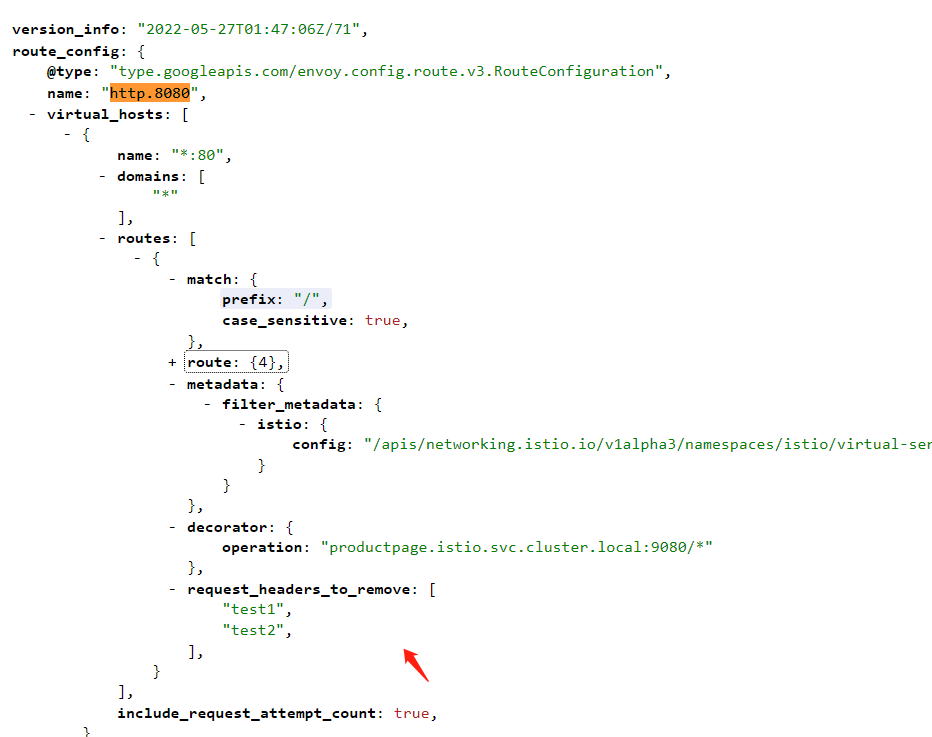 version_info: "2022-05-27T01:47:06Z/71",
route_config: {
@type: "type.googleapis.com/envoy.config.route.v3.RouteConfiguration",
name: "http.8080",
- virtual_hosts: [
- {
name: "*:80",
- domains: [
"*"
],
- routes: [
- {
- match: {
prefix: "/",
case_sensitive: true,
},
+ route: {4},
- metadata: {
- filter_metadata: {
- istio: {
config: "/apis/networking.istio.io/v1alpha3/namespaces/istio/virtual-ser
}
}
},
- decorator: {
operation: "productpage.istio.svc.cluster.local:9080/*"
},
- request_headers_to_remove: [
"test1",
"test2",
],
}
],
include_request_attempt_count: true,
}